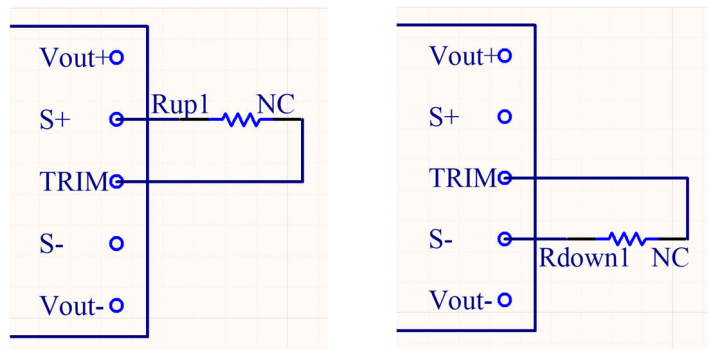 Vout+
S+
Rup1 NC
TRIM
S-
Vout-
Vout+
S+
TRIM
S-
Rdown1 NC
Vout-